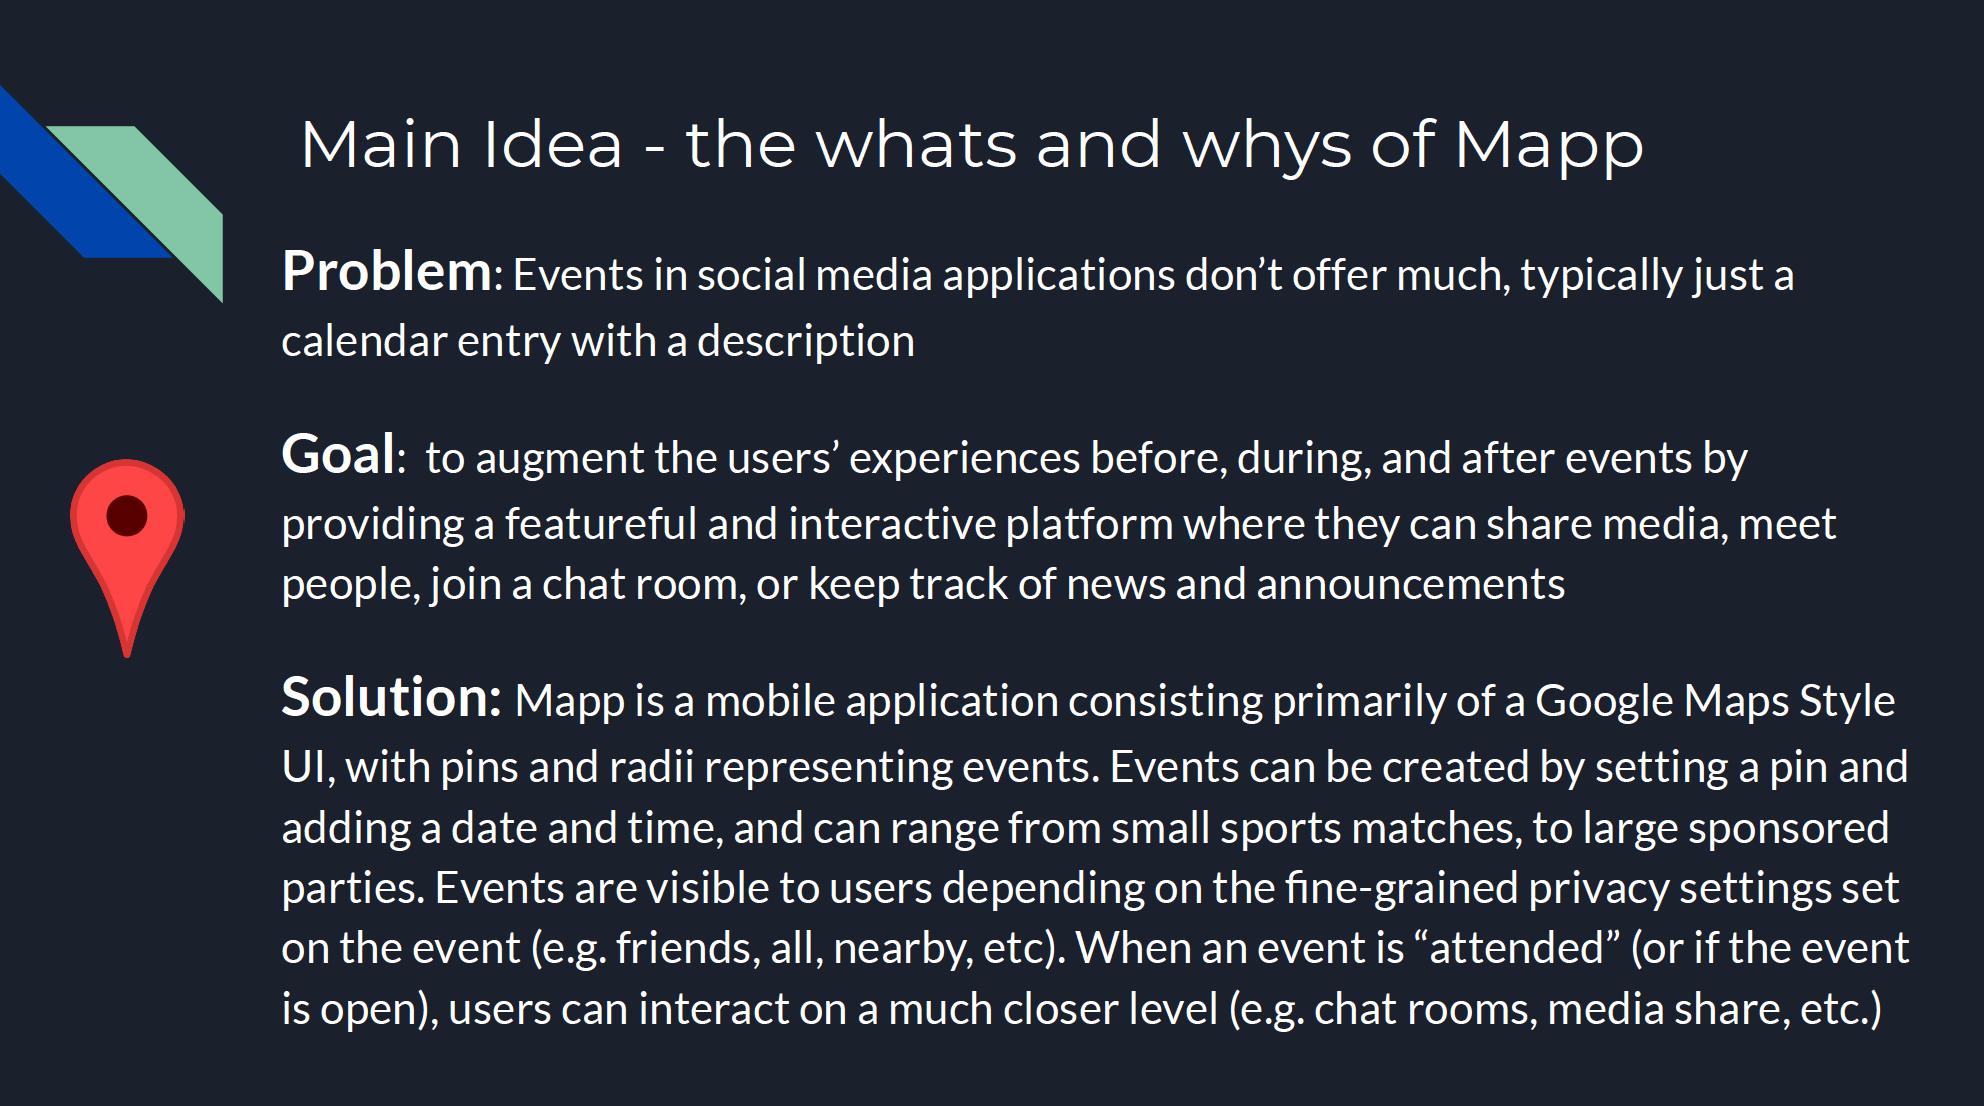 Main Idea - the whats and whys of Mapp
Problem: Events in social media applications don’t offer much, typically just a
calendar entry with a description
Goal:  to augment the users’ experiences before, during, and after events by
providing a featureful and interactive platform where they can share media, meet
people, join a chat room, or keep track of news and announcements
Solution: Mapp is a mobile application consisting primarily of a Google Maps Style
UI, with pins and radii representing events. Events can be created by setting a pin and
adding a date and time, and can range from small sports matches, to large sponsored
parties. Events are visible to users depending on the fine-grained privacy settings set
on the event (e.g. friends, all, nearby, etc). When an event is “attended” (or if the event
is open), users can interact on a much closer level (e.g. chat rooms, media share, etc.)